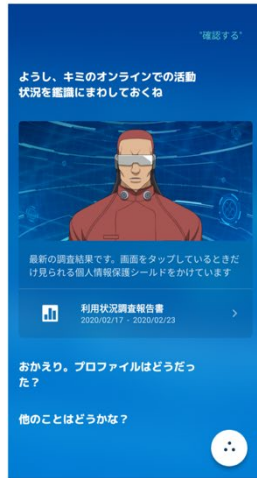 "確認する"
ようし、キミのオンラインでの活動
状況を鑑識にまわしておくね
最新の調査結果です。画面をタップしているときだ
け見られる個人情報保護シールドをかけています
利用状況調査報告書
2020/02/17 - 2020/02/23
おかえり。プロファイルはどうだっ
た？
他のことはどうかな？